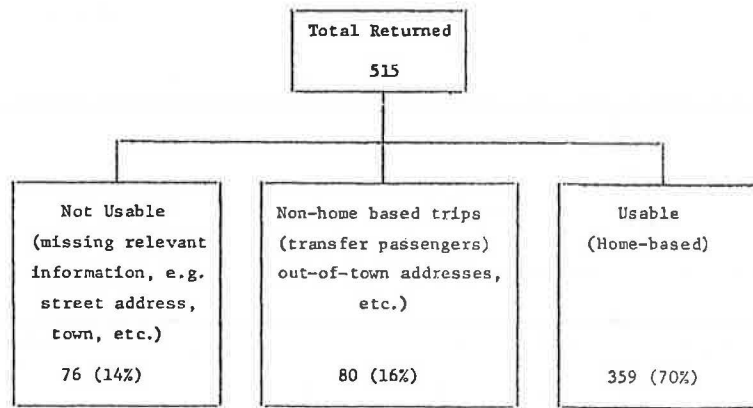 Total Returned
515
Not Usable
(missing relevant
information, e.g.
street address,
town, etc.)
76 (14%)
Non-home based trips
(transfer passengers)
out-of-town addresses,
etc.)
80 (16%)
Usable
(Home-based)
359 (70%)